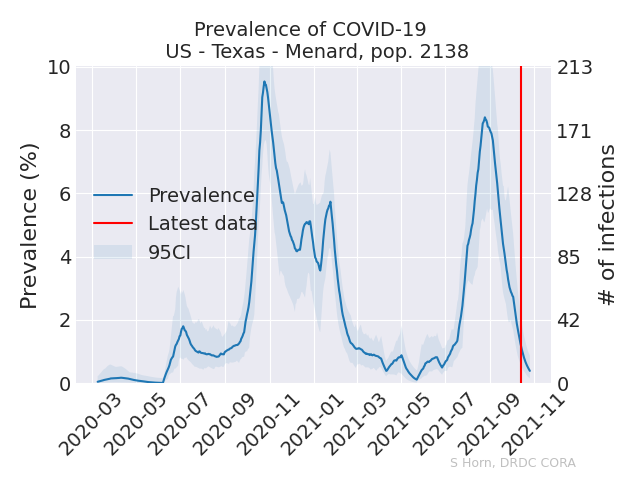 Prevalence of COVID-19
US - Texas - Menard, pop. 2138
10
8
6
4
2
0
Prevalence (%)
213
171
128
85
42
0
# of infections
Prevalence
Latest data
95CI
2020-03
2020-05
2020-07
2020-09
2020-11
2021-01
2021-03
2021-05
2021-07
2021-09
2021-11
S Horn, DRDC CORA